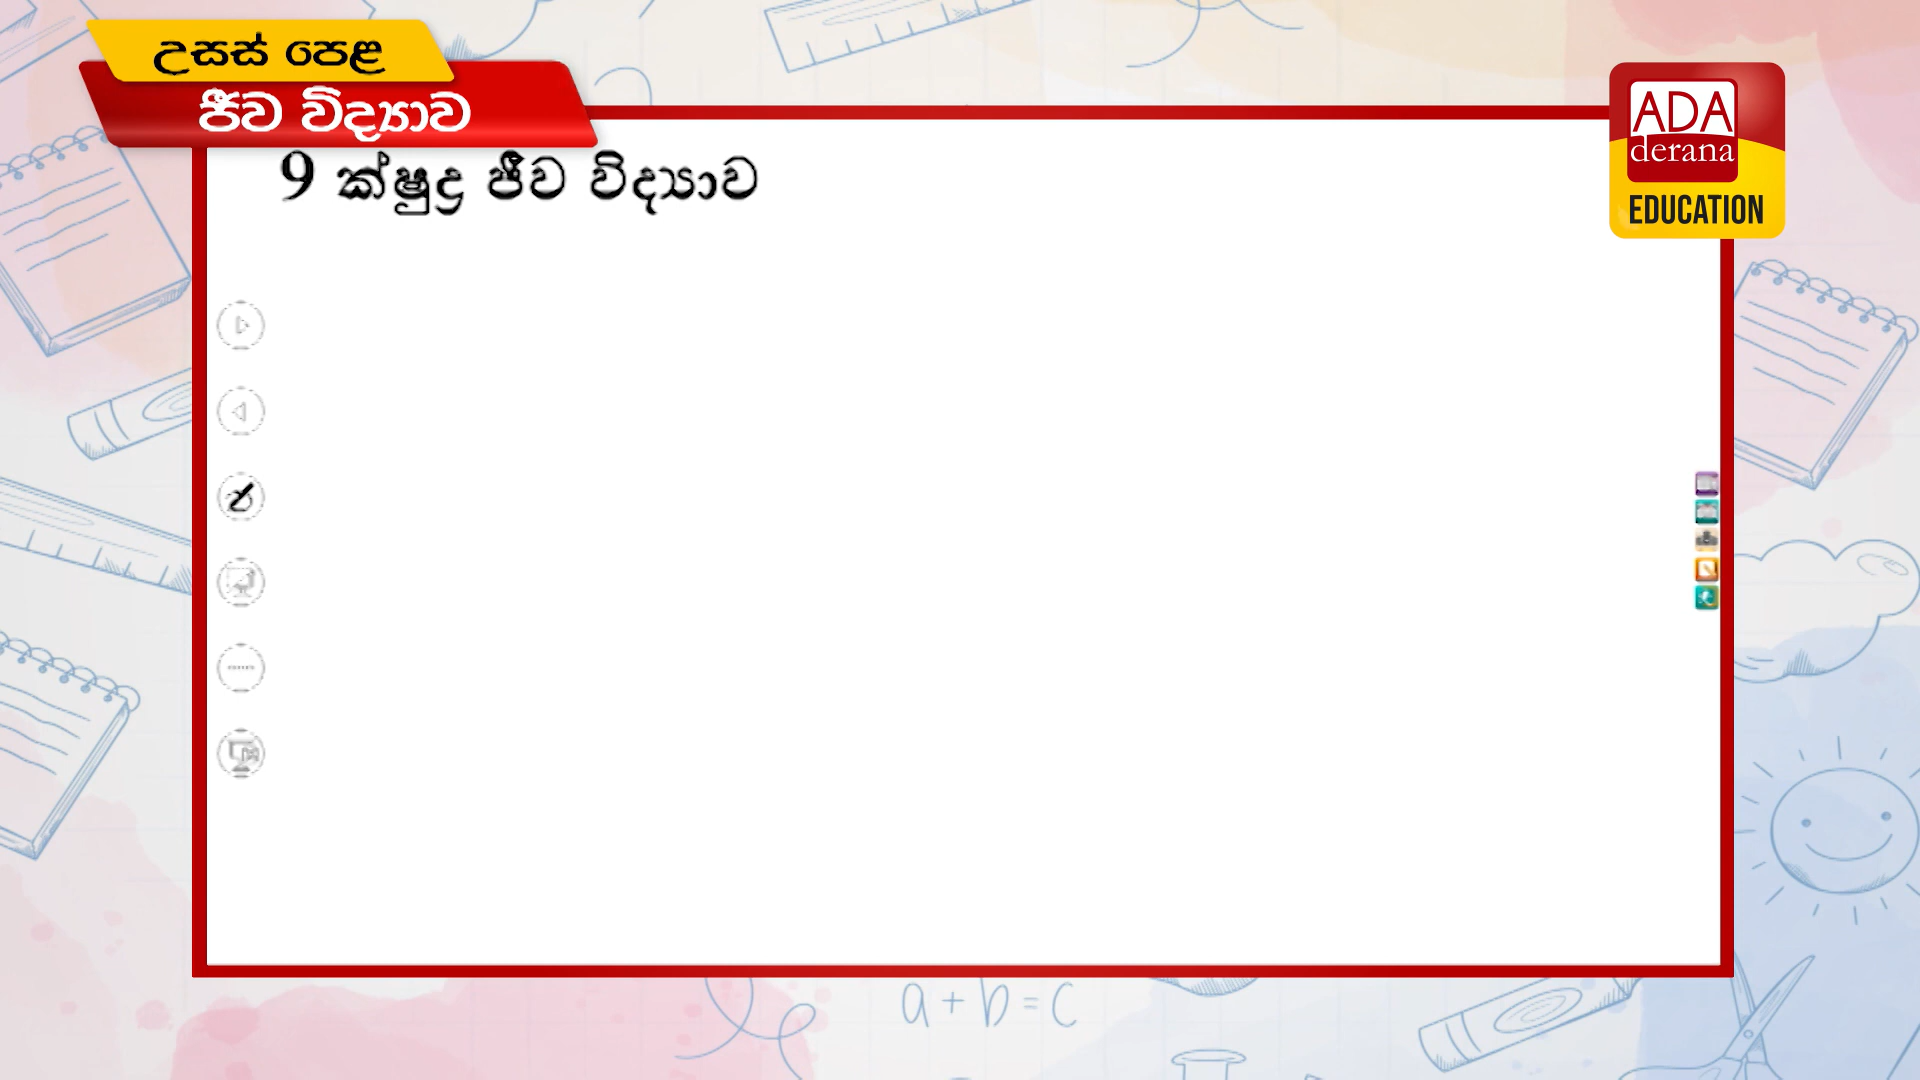 උසස් පෙළ
ජීව විද්‍යාව
9 ක්ෂුද්‍ර ජීව විද්‍යාව
ADA
derana
EDUCATION
a + b = c